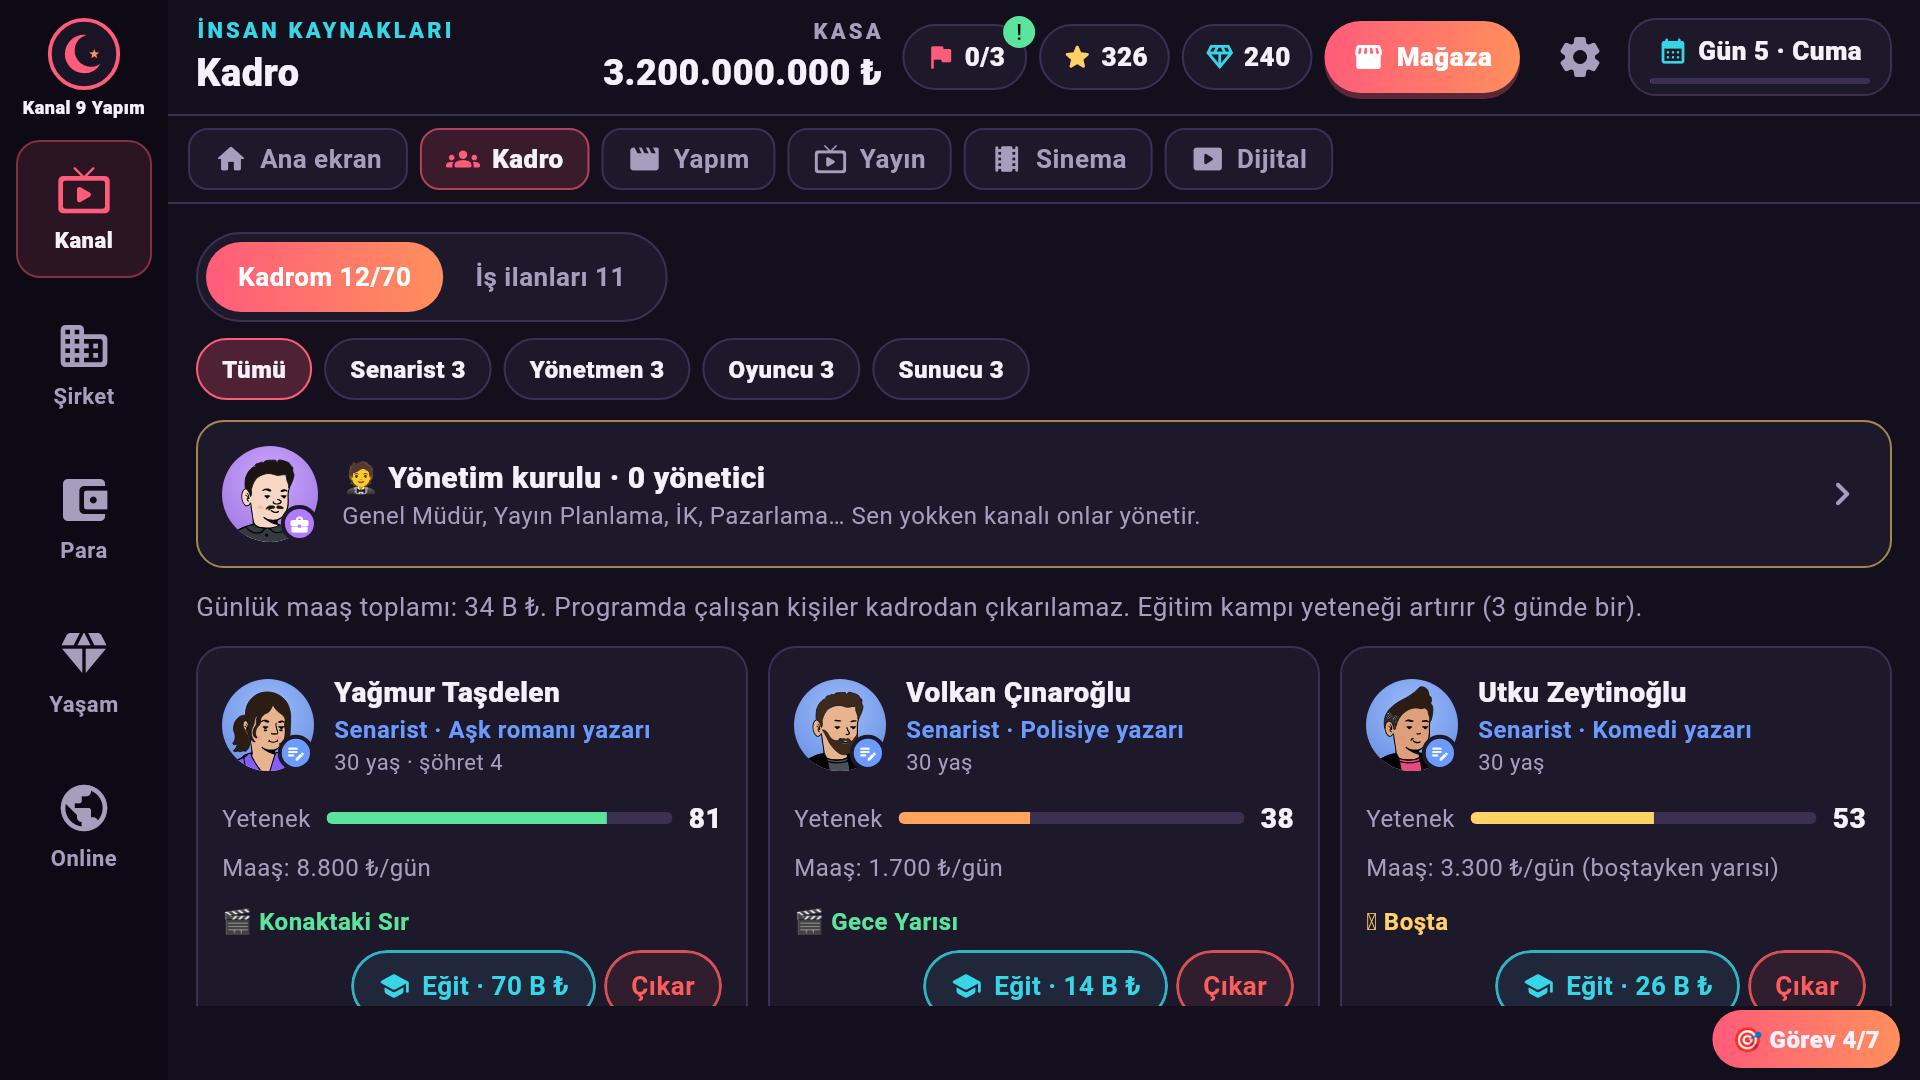 Kanal 9 Yapım
İNSAN KAYNAKLARI
Kadro
KASA
3.200.000.000 ₺
0/3
!
326
240
Mağaza
Gün 5 · Cuma
Ana ekran
Kadro
Yapım
Yayın
Sinema
Dijital
Kanal
Şirket
Para
Yaşam
Online
Kadrom 12/70
İş ilanları 11
Tümü
Senarist 3
Yönetmen 3
Oyuncu 3
Sunucu 3
Yönetim kurulu · 0 yönetici
Genel Müdür, Yayın Planlama, İK, Pazarlama… Sen yokken kanalı onlar yönetir.
Günlük maaş toplamı: 34 B ₺. Programda çalışan kişiler kadrodan çıkarılamaz. Eğitim kampı yeteneği artırır (3 günde bir).
Yağmur Taşdelen
Senarist · Aşk romanı yazarı
30 yaş · şöhret 4
Yetenek 81
Maaş: 8.800 ₺/gün
Konaktaki Sır
Eğit · 70 B ₺
Çıkar
Volkan Çınaroğlu
Senarist · Polisiye yazarı
30 yaş
Yetenek 38
Maaş: 1.700 ₺/gün
Gece Yarısı
Eğit · 14 B ₺
Çıkar
Utku Zeytinoğlu
Senarist · Komedi yazarı
30 yaş
Yetenek 53
Maaş: 3.300 ₺/gün (boştayken yarısı)
Boşta
Eğit · 26 B ₺
Çıkar
Görev 4/7